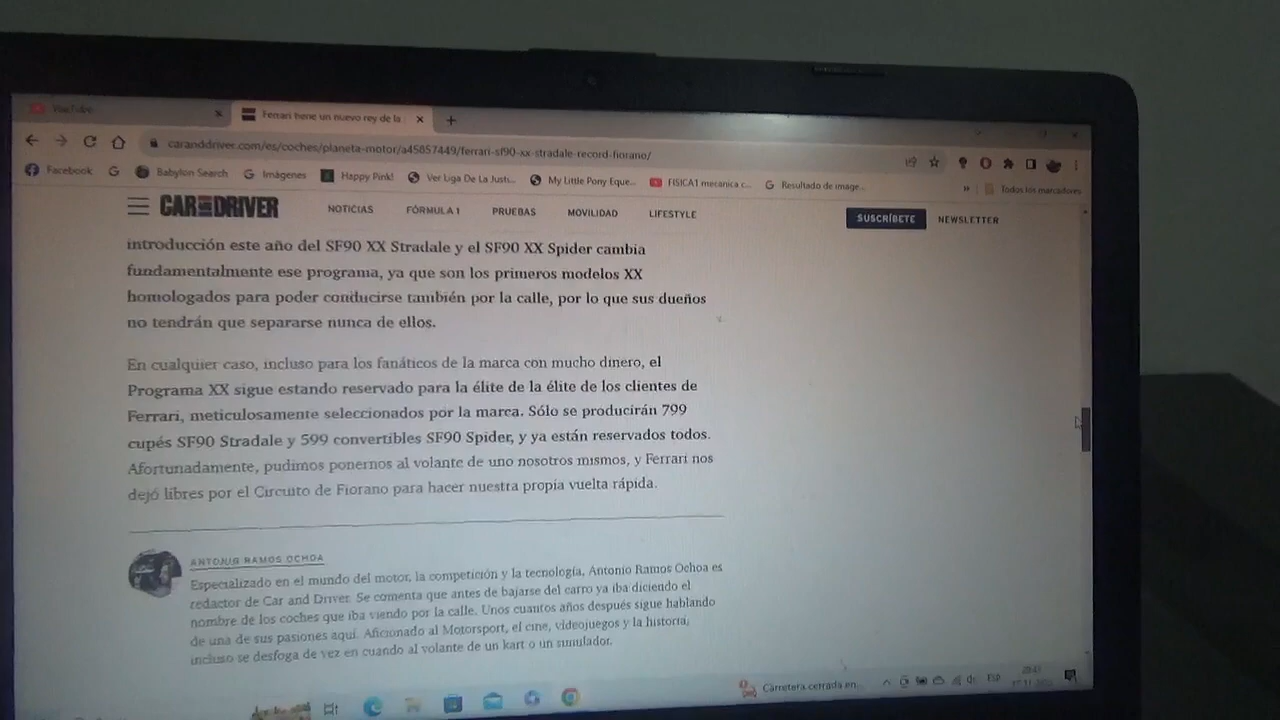 YouTube
Ferrari tiene un nuevo rey de la
caranddriver.com/es/coches/planeta-motor/a45857449/ferrari-sf90-xx-stradale-record-fiorano/
Facebook
Babylon Search
Imágenes
Happy Pink!
Ver Liga De La Justi...
My Little Pony Eque...
FISICA1 mecanica c...
Resultado de image...
Todos los marcadores
CAR AND DRIVER
NOTICIAS
FÓRMULA 1
PRUEBAS
MOVILIDAD
LIFESTYLE
SUSCRÍBETE
NEWSLETTER
introducción este año del SF90 XX Stradale y el SF90 XX Spider cambia
fundamentalmente ese programa, ya que son los primeros modelos XX
homologados para poder conducirse también por la calle, por lo que sus dueños
no tendrán que separarse nunca de ellos.
En cualquier caso, incluso para los fanáticos de la marca con mucho dinero, el
Programa XX sigue estando reservado para la élite de la élite de los clientes de
Ferrari, meticulosamente seleccionados por la marca. Sólo se producirán 799
cupés SF90 Stradale y 599 convertibles SF90 Spider, y ya están reservados todos.
Afortunadamente, pudimos ponernos al volante de uno nosotros mismos, y Ferrari nos
dejó libres por el Circuito de Fiorano para hacer nuestra propia vuelta rápida.
ANTONIO RAMOS OCHOA
Especializado en el mundo del motor, la competición y la tecnología, Antonio Ramos Ochoa es
redactor de Car and Driver. Se comenta que antes de bajarse del carro ya iba diciendo el
nombre de los coches que iba viendo por la calle. Unos cuantos años después sigue hablando
de una de sus pasiones aquí. Aficionado al Motorsport, el cine, videojuegos y la historia,
incluso se desfoga de vez en cuando al volante de un kart o un simulador.
Carretera cerrada en...
ESP